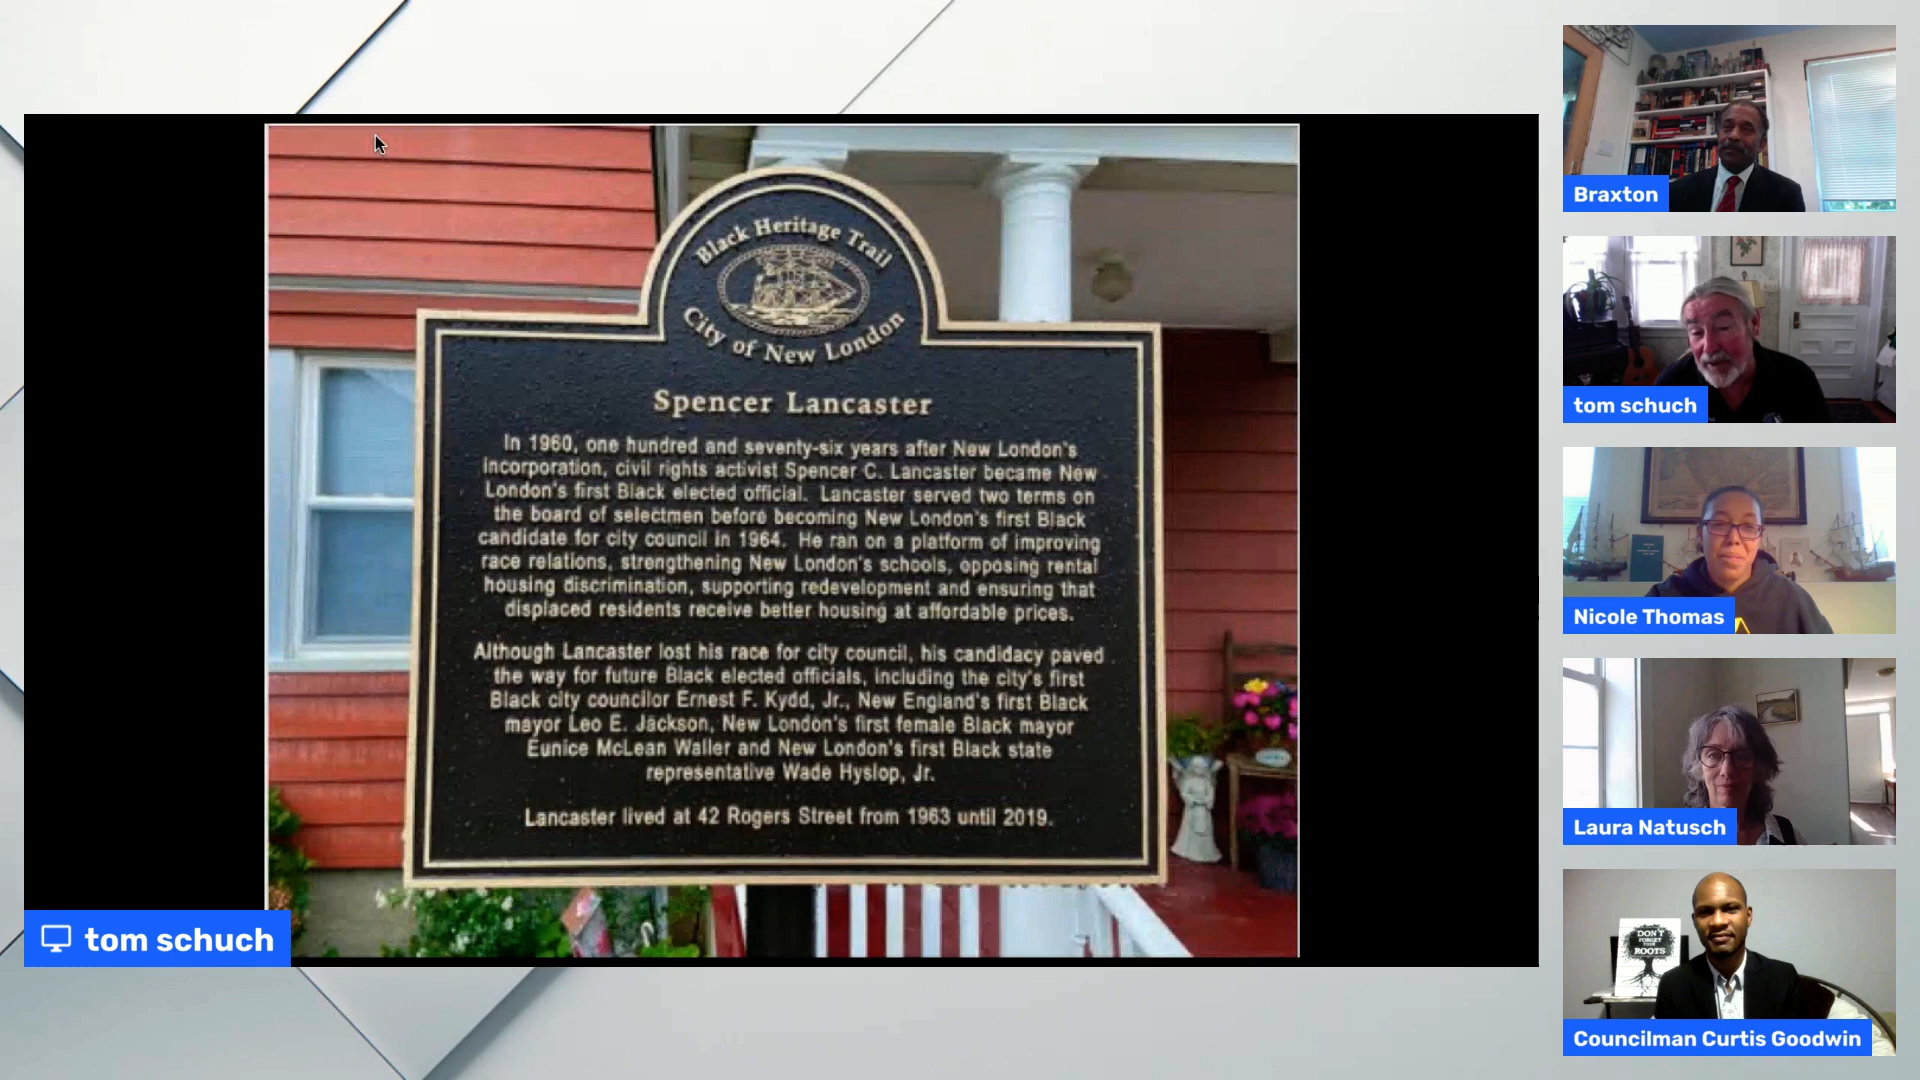 Black Heritage Trail
City of New London
Spencer Lancaster
In 1960, one hundred and seventy-six years after New London's
incorporation, civil rights activist Spencer C. Lancaster became New
London's first Black elected official. Lancaster served two terms on
the board of selectmen before becoming New London's first Black
candidate for city council in 1964. He ran on a platform of improving
race relations, strengthening New London's schools, opposing rental
housing discrimination, supporting redevelopment and ensuring that
displaced residents receive better housing at affordable prices.
Although Lancaster lost his race for city council, his candidacy paved
the way for future Black elected officials, including the city's first
Black city councilor Ernest F. Kydd, Jr., New England's first Black
mayor Leo E. Jackson, New London's first female Black mayor
Eunice McLean Waller and New London's first Black state
representative Wade Hyslop, Jr.
Lancaster lived at 42 Rogers Street from 1963 until 2019.
tom schuch
Braxton
tom schuch
Nicole Thomas
Laura Natusch
DON'T
FORGET
YOUR
ROOTS
Councilman Curtis Goodwin